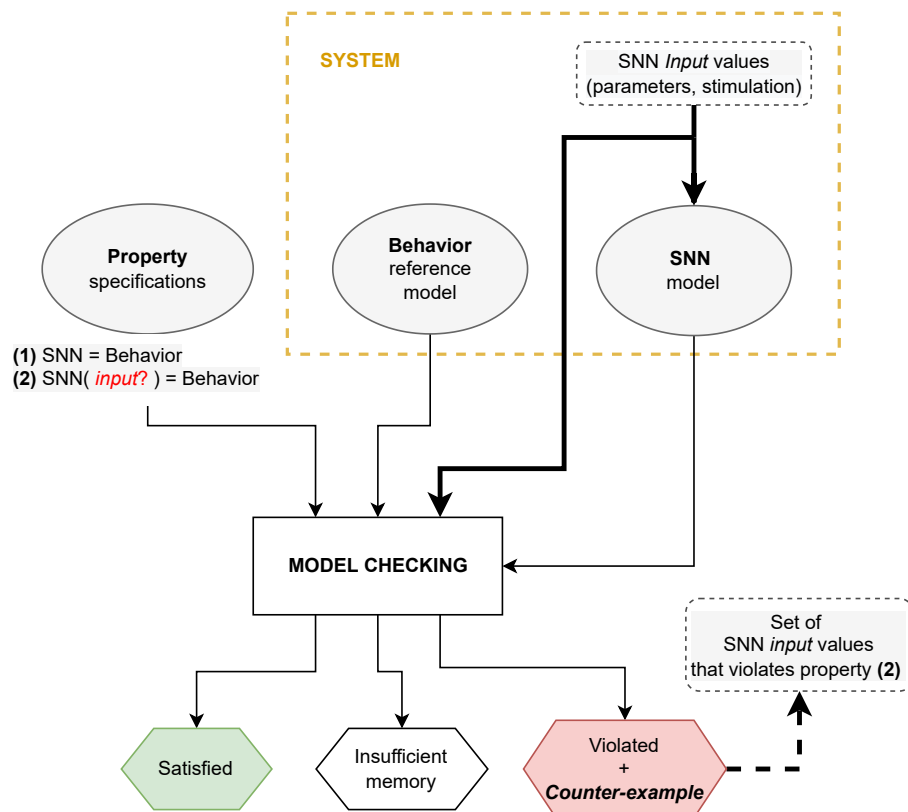 SYSTEM
SNN Input values
(parameters, stimulation)
Property
specifications
Behavior
reference
model
SNN
model
(1) SNN = Behavior
(2) SNN( input? ) = Behavior
MODEL CHECKING
Set of
SNN input values
that violates property (2)
Satisfied
Insufficient
memory
Violated
+
Counter-example